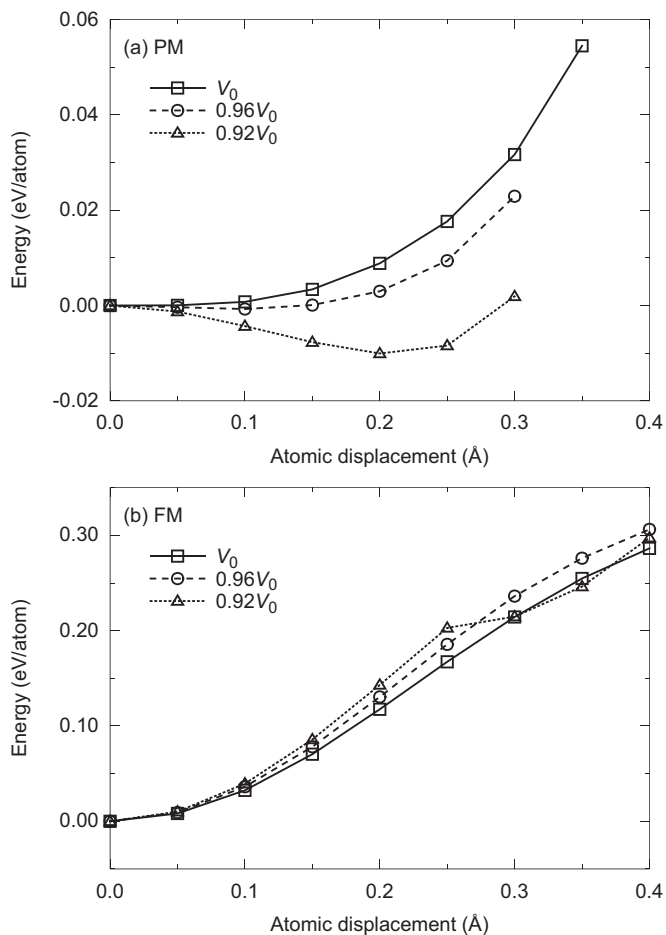 (a) PM
V₀
0.96V₀
0.92V₀
Energy (eV/atom)
0.06
0.04
0.02
0.00
-0.02
0.0 0.1 0.2 0.3 0.4
Atomic displacement (Å)
(b) FM
V₀
0.96V₀
0.92V₀
Energy (eV/atom)
0.30
0.20
0.10
0.00
0.0 0.1 0.2 0.3 0.4
Atomic displacement (Å)